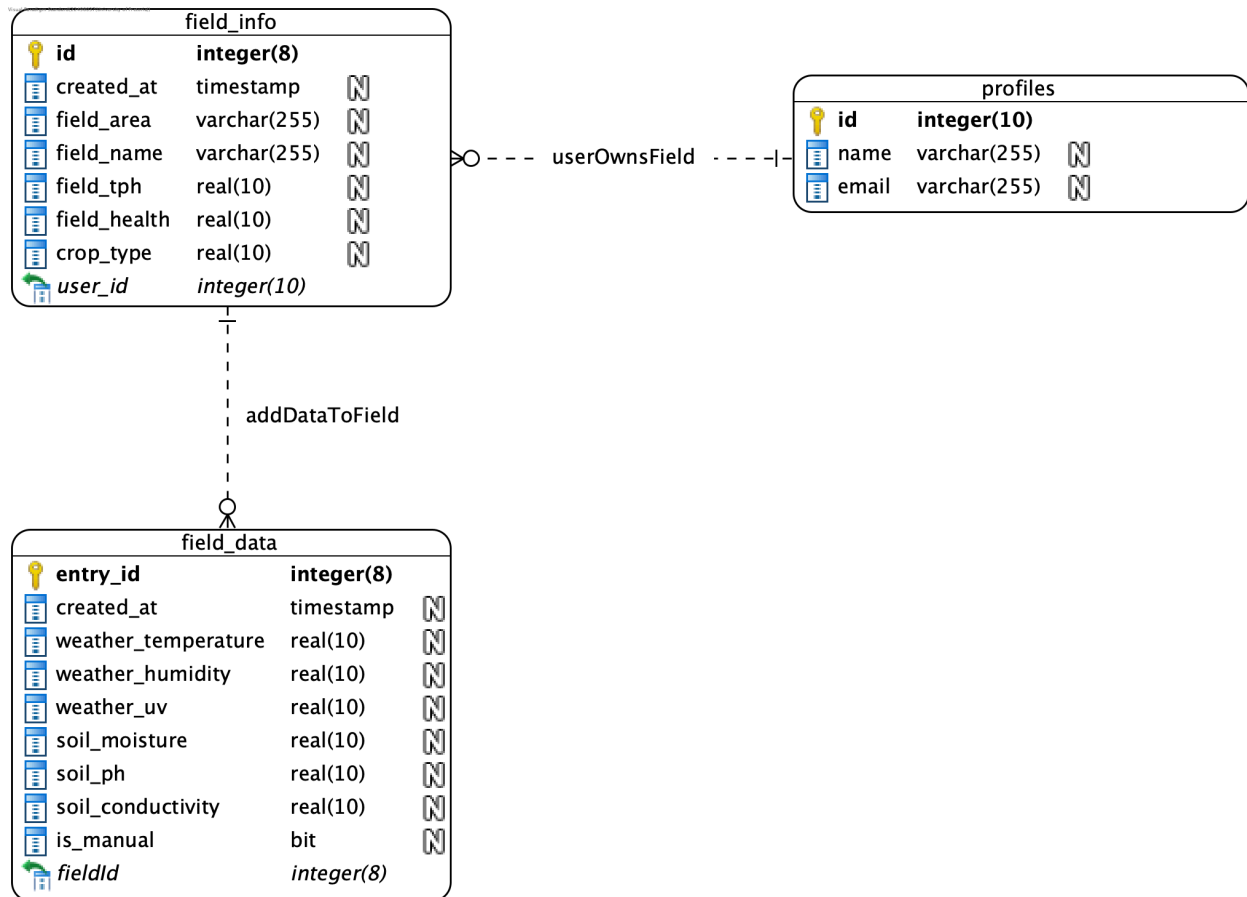 field_info
id integer(8)
created_at timestamp N
field_area varchar(255) N
field_name varchar(255) N
field_tph real(10) N
field_health real(10) N
crop_type real(10) N
user_id integer(10)
userOwnsField
profiles
id integer(10)
name varchar(255) N
email varchar(255) N
addDataToField
field_data
entry_id integer(8)
created_at timestamp N
weather_temperature real(10) N
weather_humidity real(10) N
weather_uv real(10) N
soil_moisture real(10) N
soil_ph real(10) N
soil_conductivity real(10) N
is_manual bit N
fieldId integer(8)